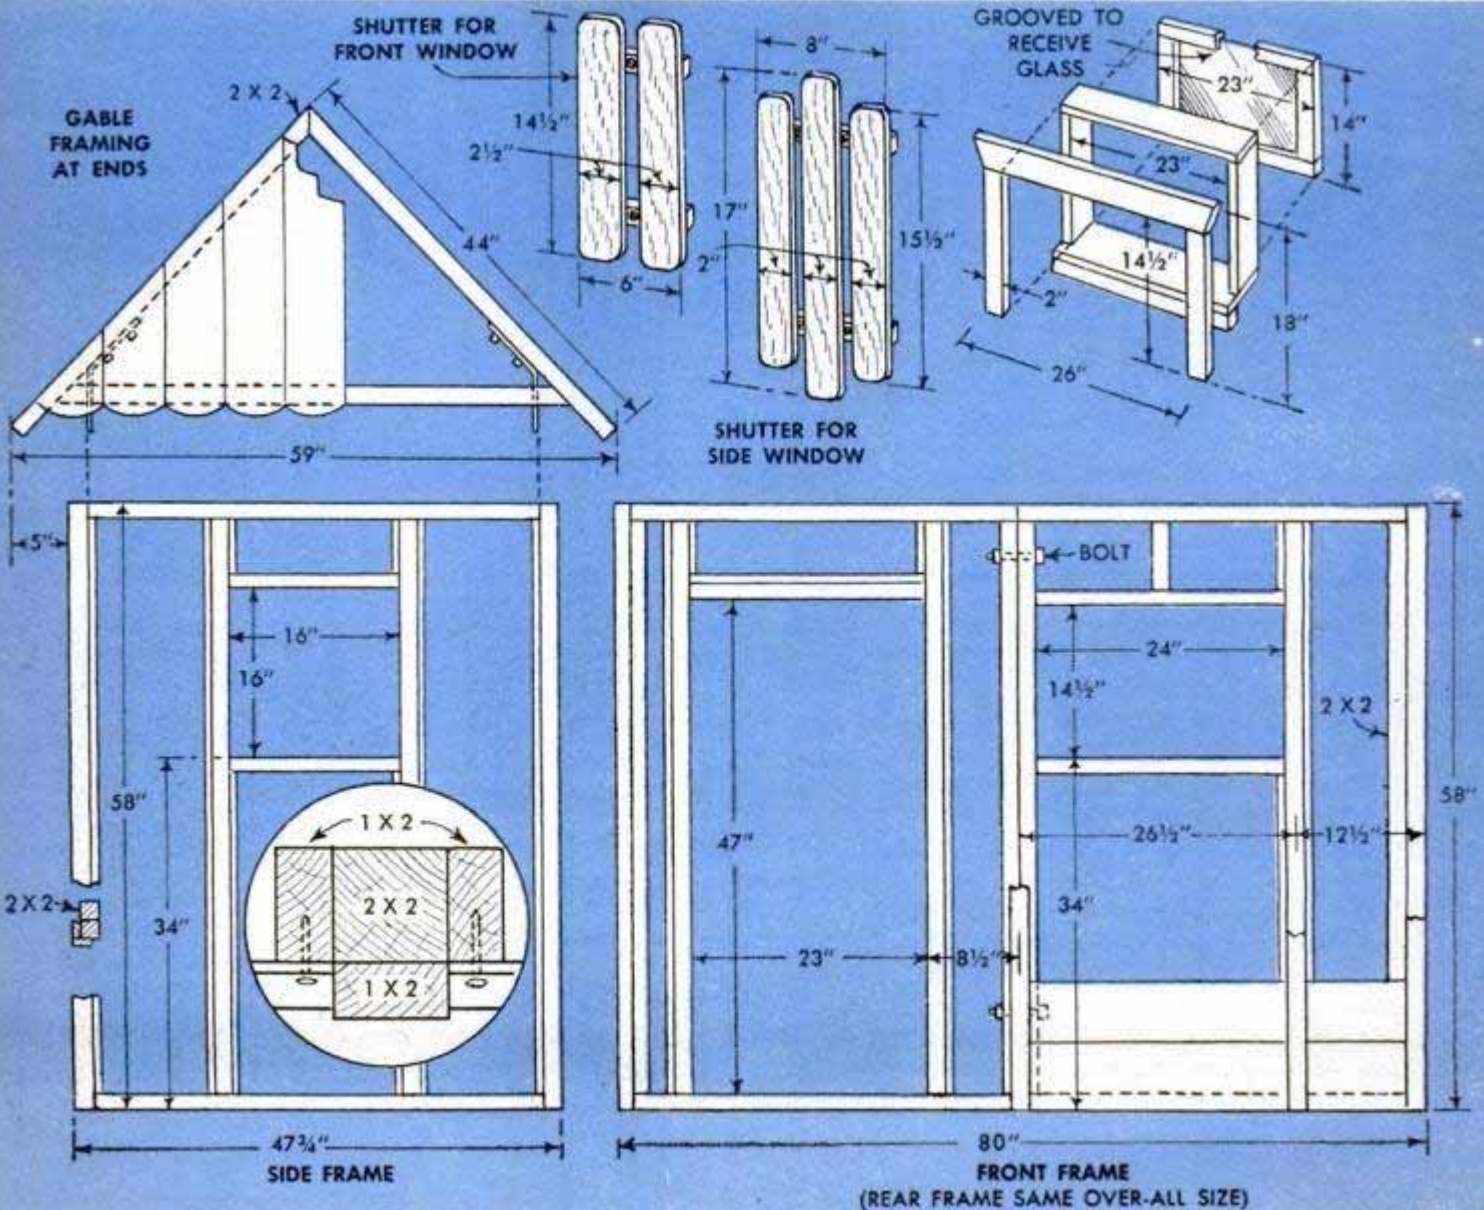 SHUTTER FOR
FRONT WINDOW
GROOVED TO
RECEIVE
GLASS
GABLE
FRAMING
AT ENDS
2 X 2
44"
59"
14½"
2½"
6"
8"
17"
2"
15½"
SHUTTER FOR
SIDE WINDOW
23"
14"
23"
14½"
2"
18"
26"
5"
16"
16"
58"
34"
2 X 2
1 X 2
2 X 2
1 X 2
47¾"
SIDE FRAME
BOLT
24"
14½"
2 X 2
58"
47"
26½"
12½"
34"
23"
8½"
80"
FRONT FRAME
(REAR FRAME SAME OVER-ALL SIZE)